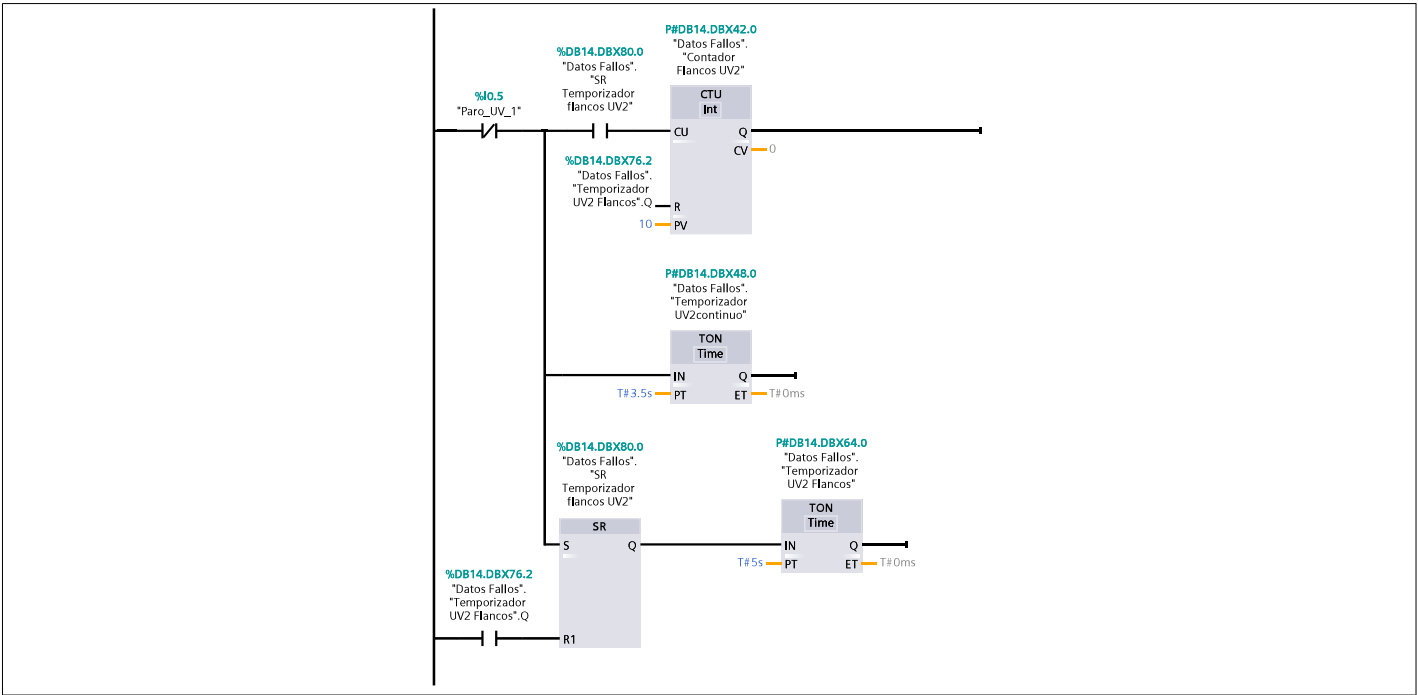 P#DB14.DBX42.0
"Datos Fallos".
"Contador
Flancos UV2"
%DB14.DBX80.0
"Datos Fallos".
"SR
Temporizador
flancos UV2"
%I0.5
"Paro_UV_1"
CTU
Int
CU
Q
CV
0
%DB14.DBX76.2
"Datos Fallos".
"Temporizador
UV2 Flancos".Q
R
10
PV
P#DB14.DBX48.0
"Datos Fallos".
"Temporizador
UV2continuo"
TON
Time
IN
Q
T#3.5s
PT
ET
T#0ms
%DB14.DBX80.0
"Datos Fallos".
"SR
Temporizador
flancos UV2"
SR
S
Q
P#DB14.DBX64.0
"Datos Fallos".
"Temporizador
UV2 Flancos"
TON
Time
IN
Q
T#5s
PT
ET
T#0ms
%DB14.DBX76.2
"Datos Fallos".
"Temporizador
UV2 Flancos".Q
R1